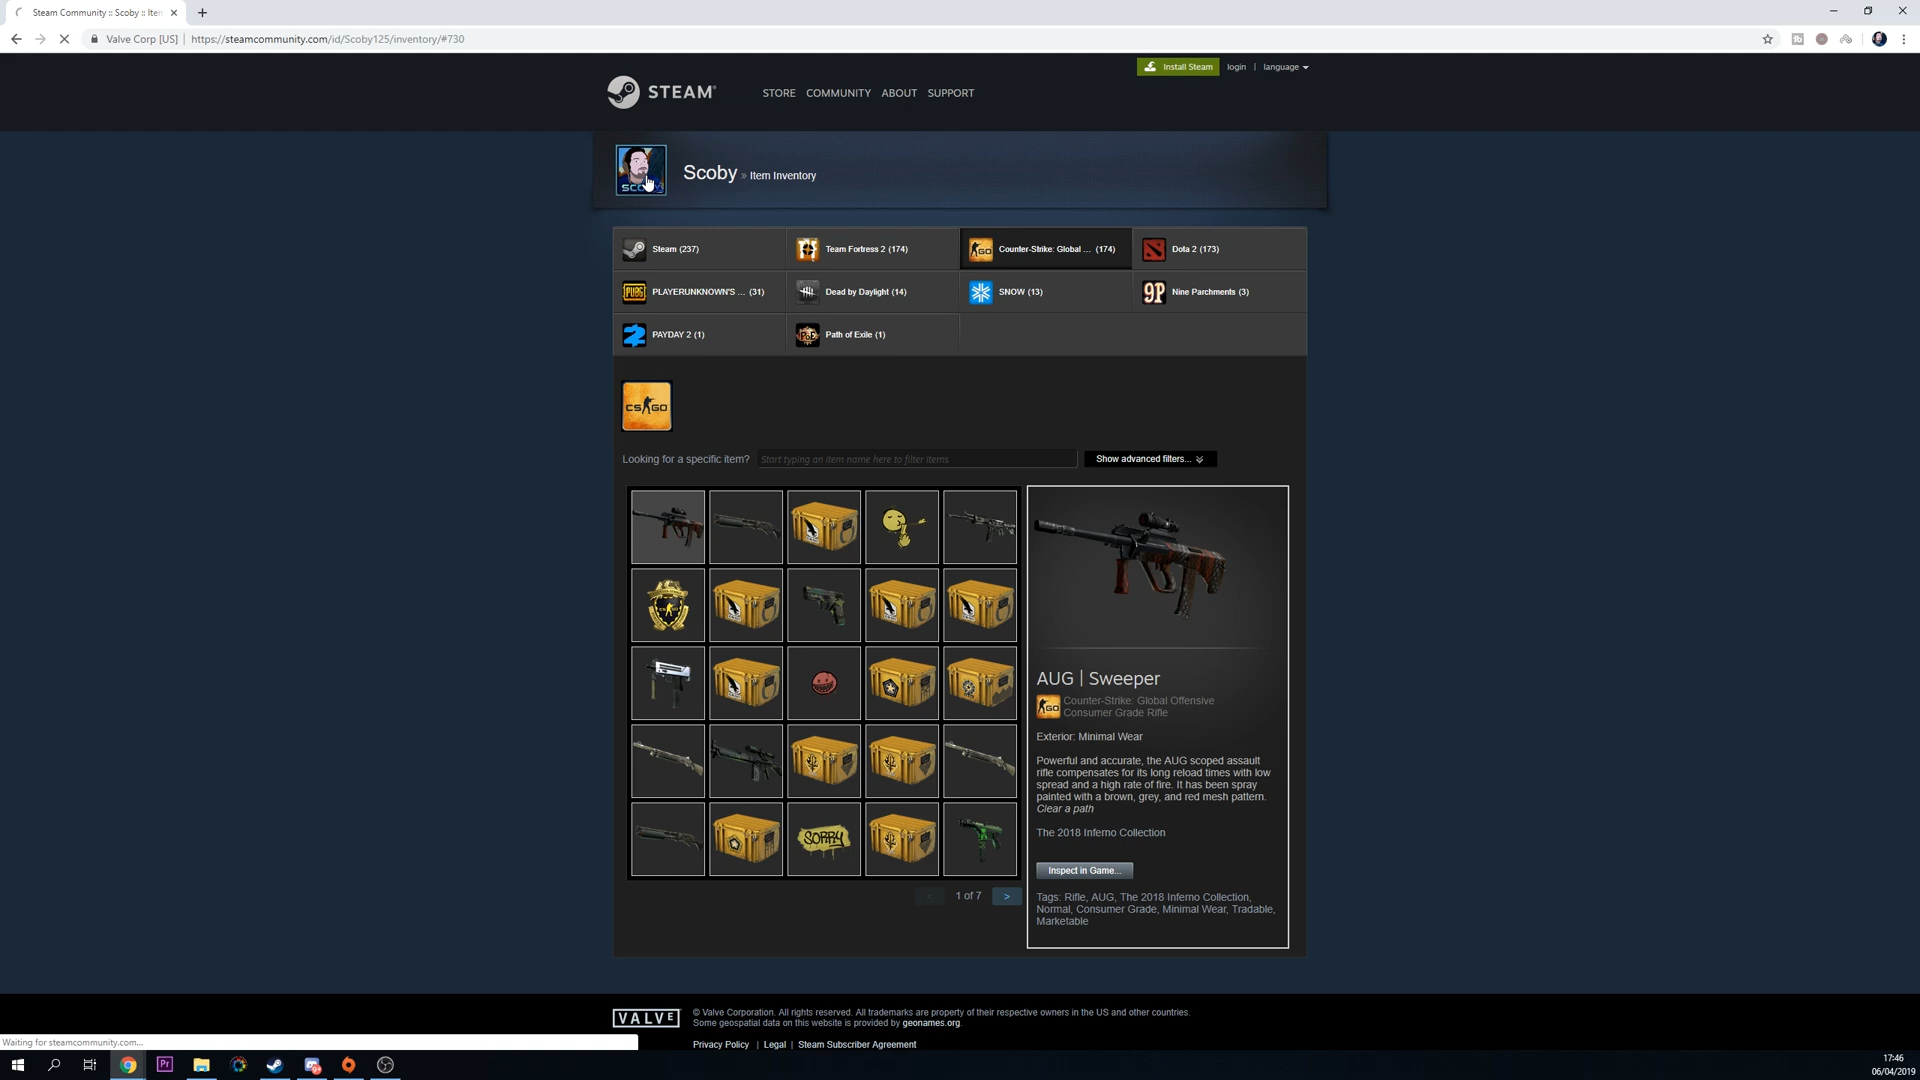 Steam Community :: Scoby :: Item
Valve Corp [US] | https://steamcommunity.com/id/Scoby125/inventory/#730
Install Steam login | language
STEAM® STORE COMMUNITY ABOUT SUPPORT
Scoby » Item Inventory
Steam (237) Team Fortress 2 (174) Counter-Strike: Global ... (174) Dota 2 (173)
PLAYERUNKNOWN'S ... (31) Dead by Daylight (14) SNOW (13) Nine Parchments (3)
PAYDAY 2 (1) Path of Exile (1)
CS GO
Looking for a specific item? Start typing an item name here to filter items Show advanced filters...
AUG | Sweeper
Counter-Strike: Global Offensive
Consumer Grade Rifle
Exterior: Minimal Wear
Powerful and accurate, the AUG scoped assault
rifle compensates for its long reload times with low
spread and a high rate of fire. It has been spray
painted with a brown, grey, and red mesh pattern.
Clear a path
The 2018 Inferno Collection
SORRY
Inspect in Game...
< 1 of 7 >
Tags: Rifle, AUG, The 2018 Inferno Collection,
Normal, Consumer Grade, Minimal Wear, Tradable,
Marketable
VALVE
© Valve Corporation. All rights reserved. All trademarks are property of their respective owners in the US and other countries.
Some geospatial data on this website is provided by geonames.org.
Privacy Policy | Legal | Steam Subscriber Agreement
Waiting for steamcommunity.com...
Pr
17:46
06/04/2019